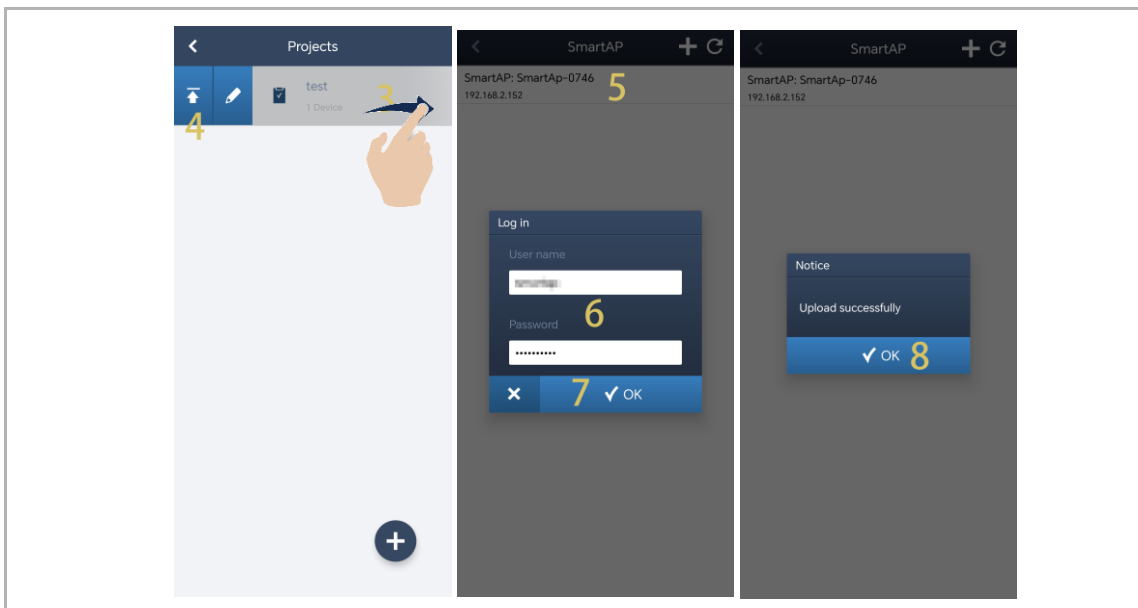 Projects
test
1 Device
3
4
SmartAP
SmartAP: SmartAp-0746
192.168.2.152
5
Log in
User name
Password
6
••••••••••
7
OK
SmartAP
SmartAP: SmartAp-0746
192.168.2.152
Notice
Upload successfully
OK
8